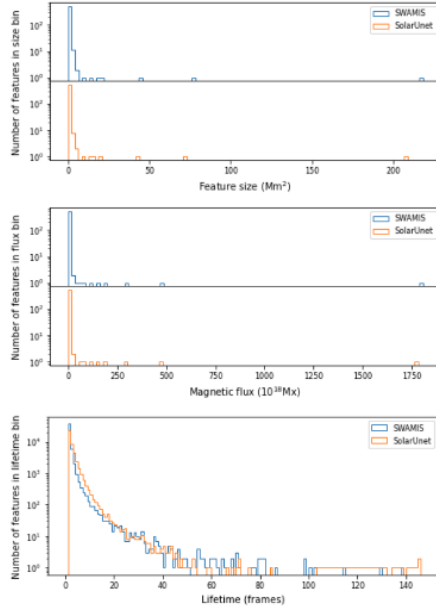 Number of features in size bin
10²
10¹
10⁰
SWAMIS
10²
10¹
10⁰
SolarUnet
0 50 100 150 200
Feature size (Mm²)
Number of features in flux bin
10²
10¹
10⁰
SWAMIS
10²
10¹
10⁰
SolarUnet
0 250 500 750 1000 1250 1500 1750
Magnetic flux (10¹⁸Mx)
Number of features in lifetime bin
10⁴
10³
10²
10¹
10⁰
SWAMIS
SolarUnet
0 20 40 60 80 100 120 140
Lifetime (frames)